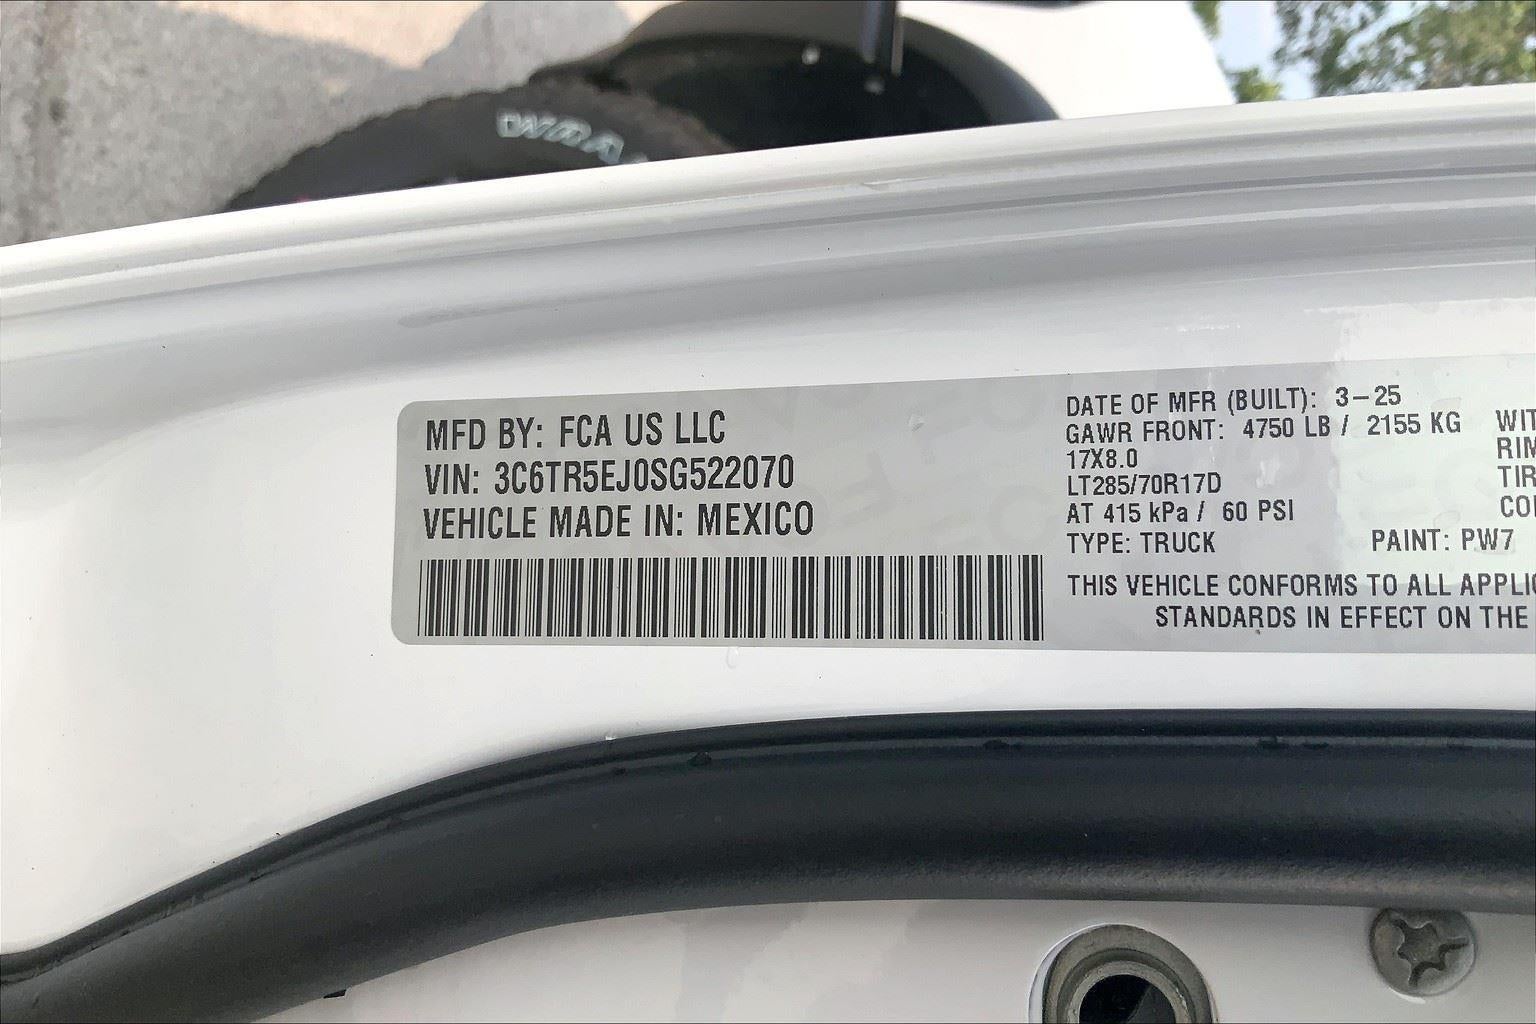 MFD BY: FCA US LLC
VIN: 3C6TR5EJ0SG522070
VEHICLE MADE IN: MEXICO
DATE OF MFR (BUILT): 3-25
GAWR FRONT: 4750 LB / 2155 KG
17X8.0
LT285/70R17D
AT 415 kPa / 60 PSI
TYPE: TRUCK PAINT: PW7
THIS VEHICLE CONFORMS TO ALL
STANDARDS IN EFFECT ON THE